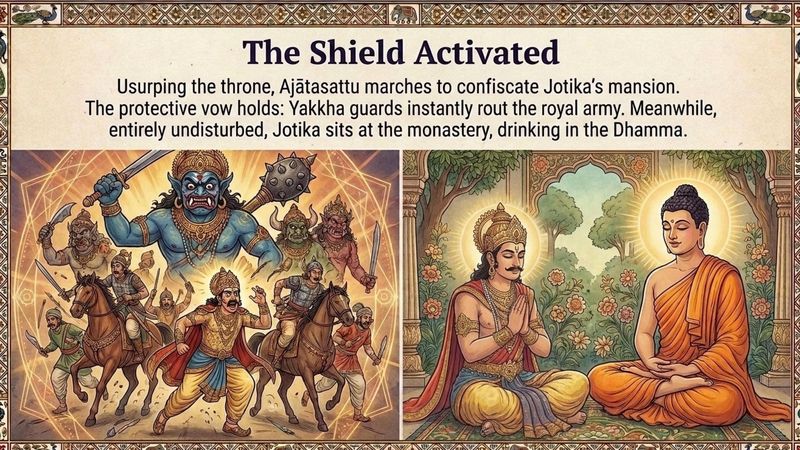 The Shield Activated
Usurping the throne, Ajātasattu marches to confiscate Jotika's mansion.
The protective vow holds: Yakkha guards instantly rout the royal army. Meanwhile,
entirely undisturbed, Jotika sits at the monastery, drinking in the Dhamma.